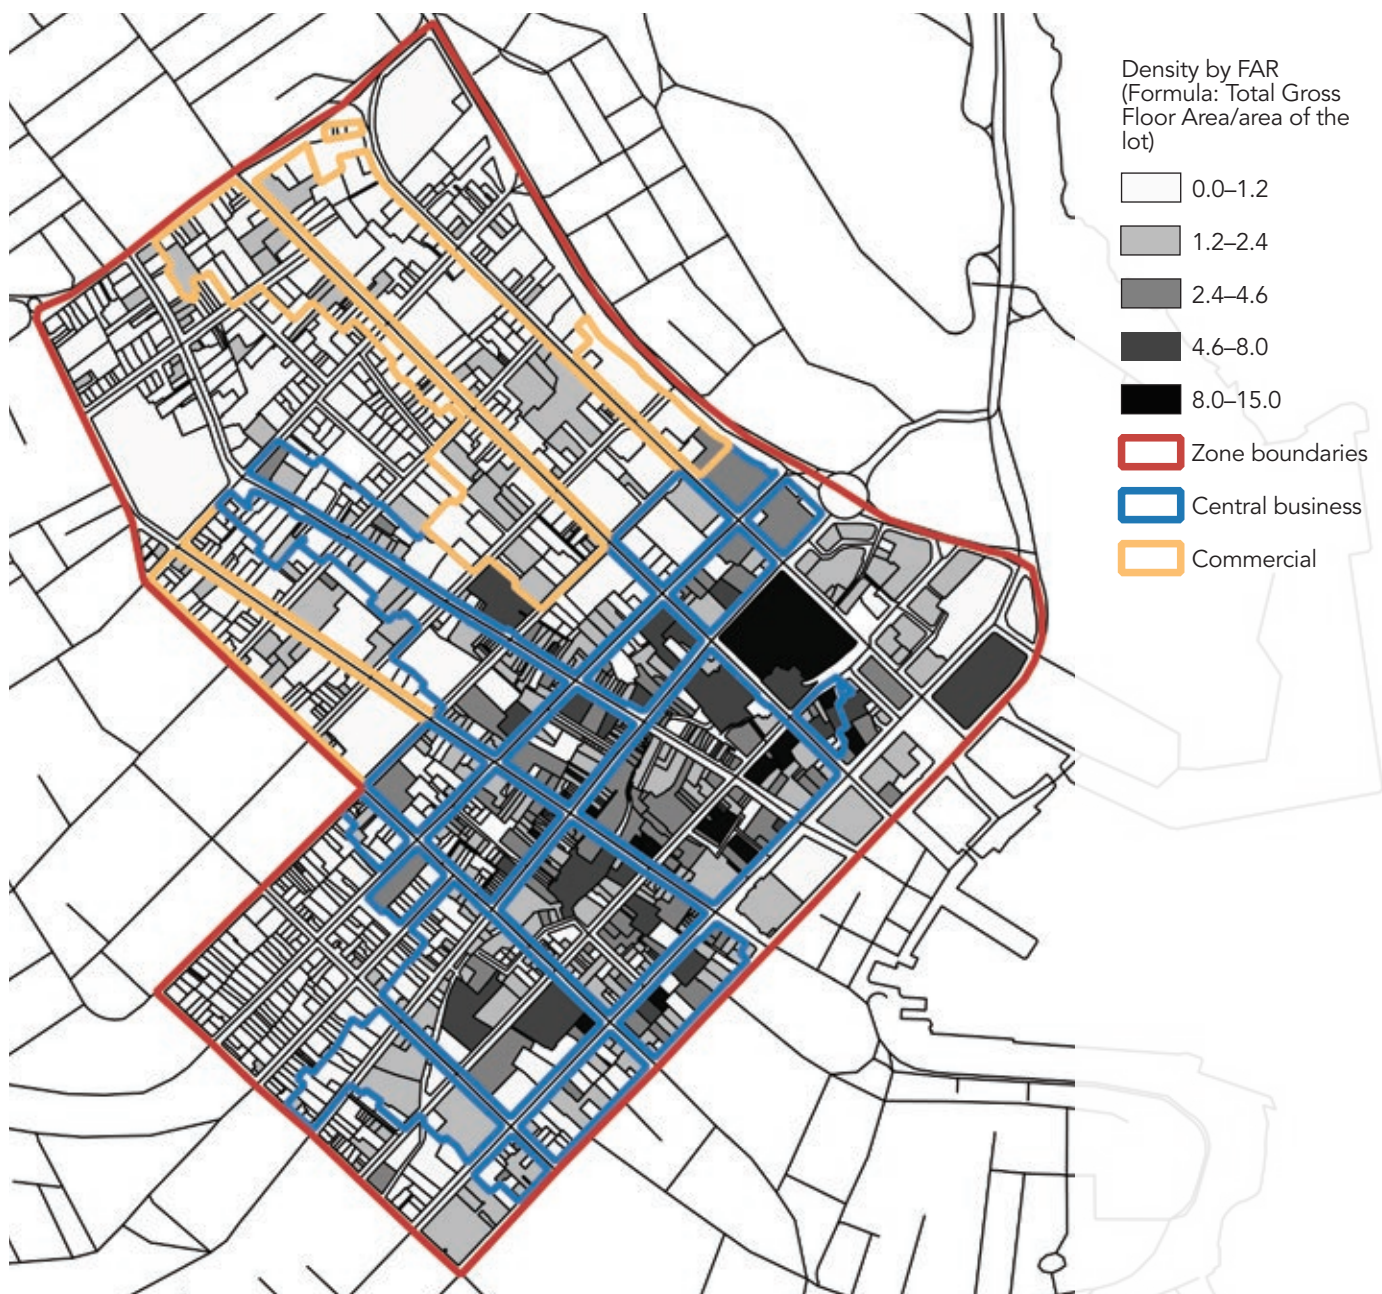 Density by FAR
(Formula: Total Gross
Floor Area/area of the
lot)
0.0–1.2
1.2–2.4
2.4–4.6
4.6–8.0
8.0–15.0
Zone boundaries
Central business
Commercial